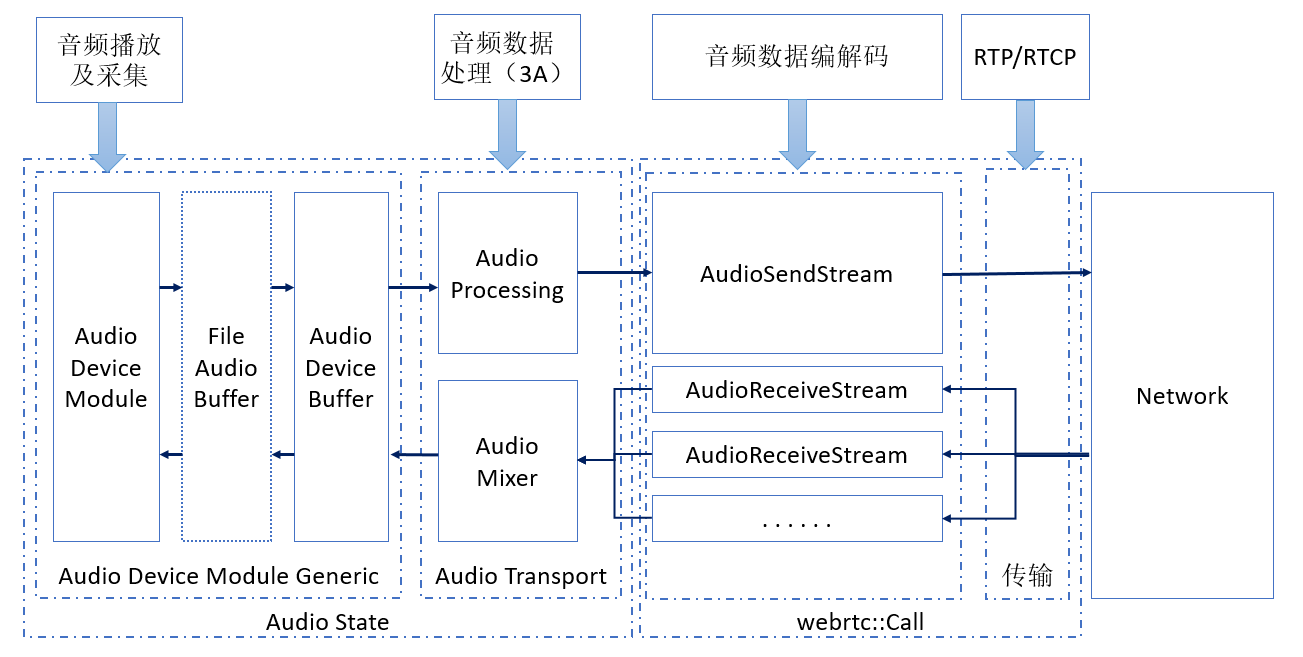 音频播放
及采集
音频数据
处理（3A）
音频数据编解码
RTP/RTCP
Audio
Device
Module
File
Audio
Buffer
Audio
Device
Buffer
Audio
Processing
Audio
Mixer
AudioSendStream
AudioReceiveStream
AudioReceiveStream
......
Network
Audio Device Module Generic
Audio Transport
传输
Audio State
webrtc::Call